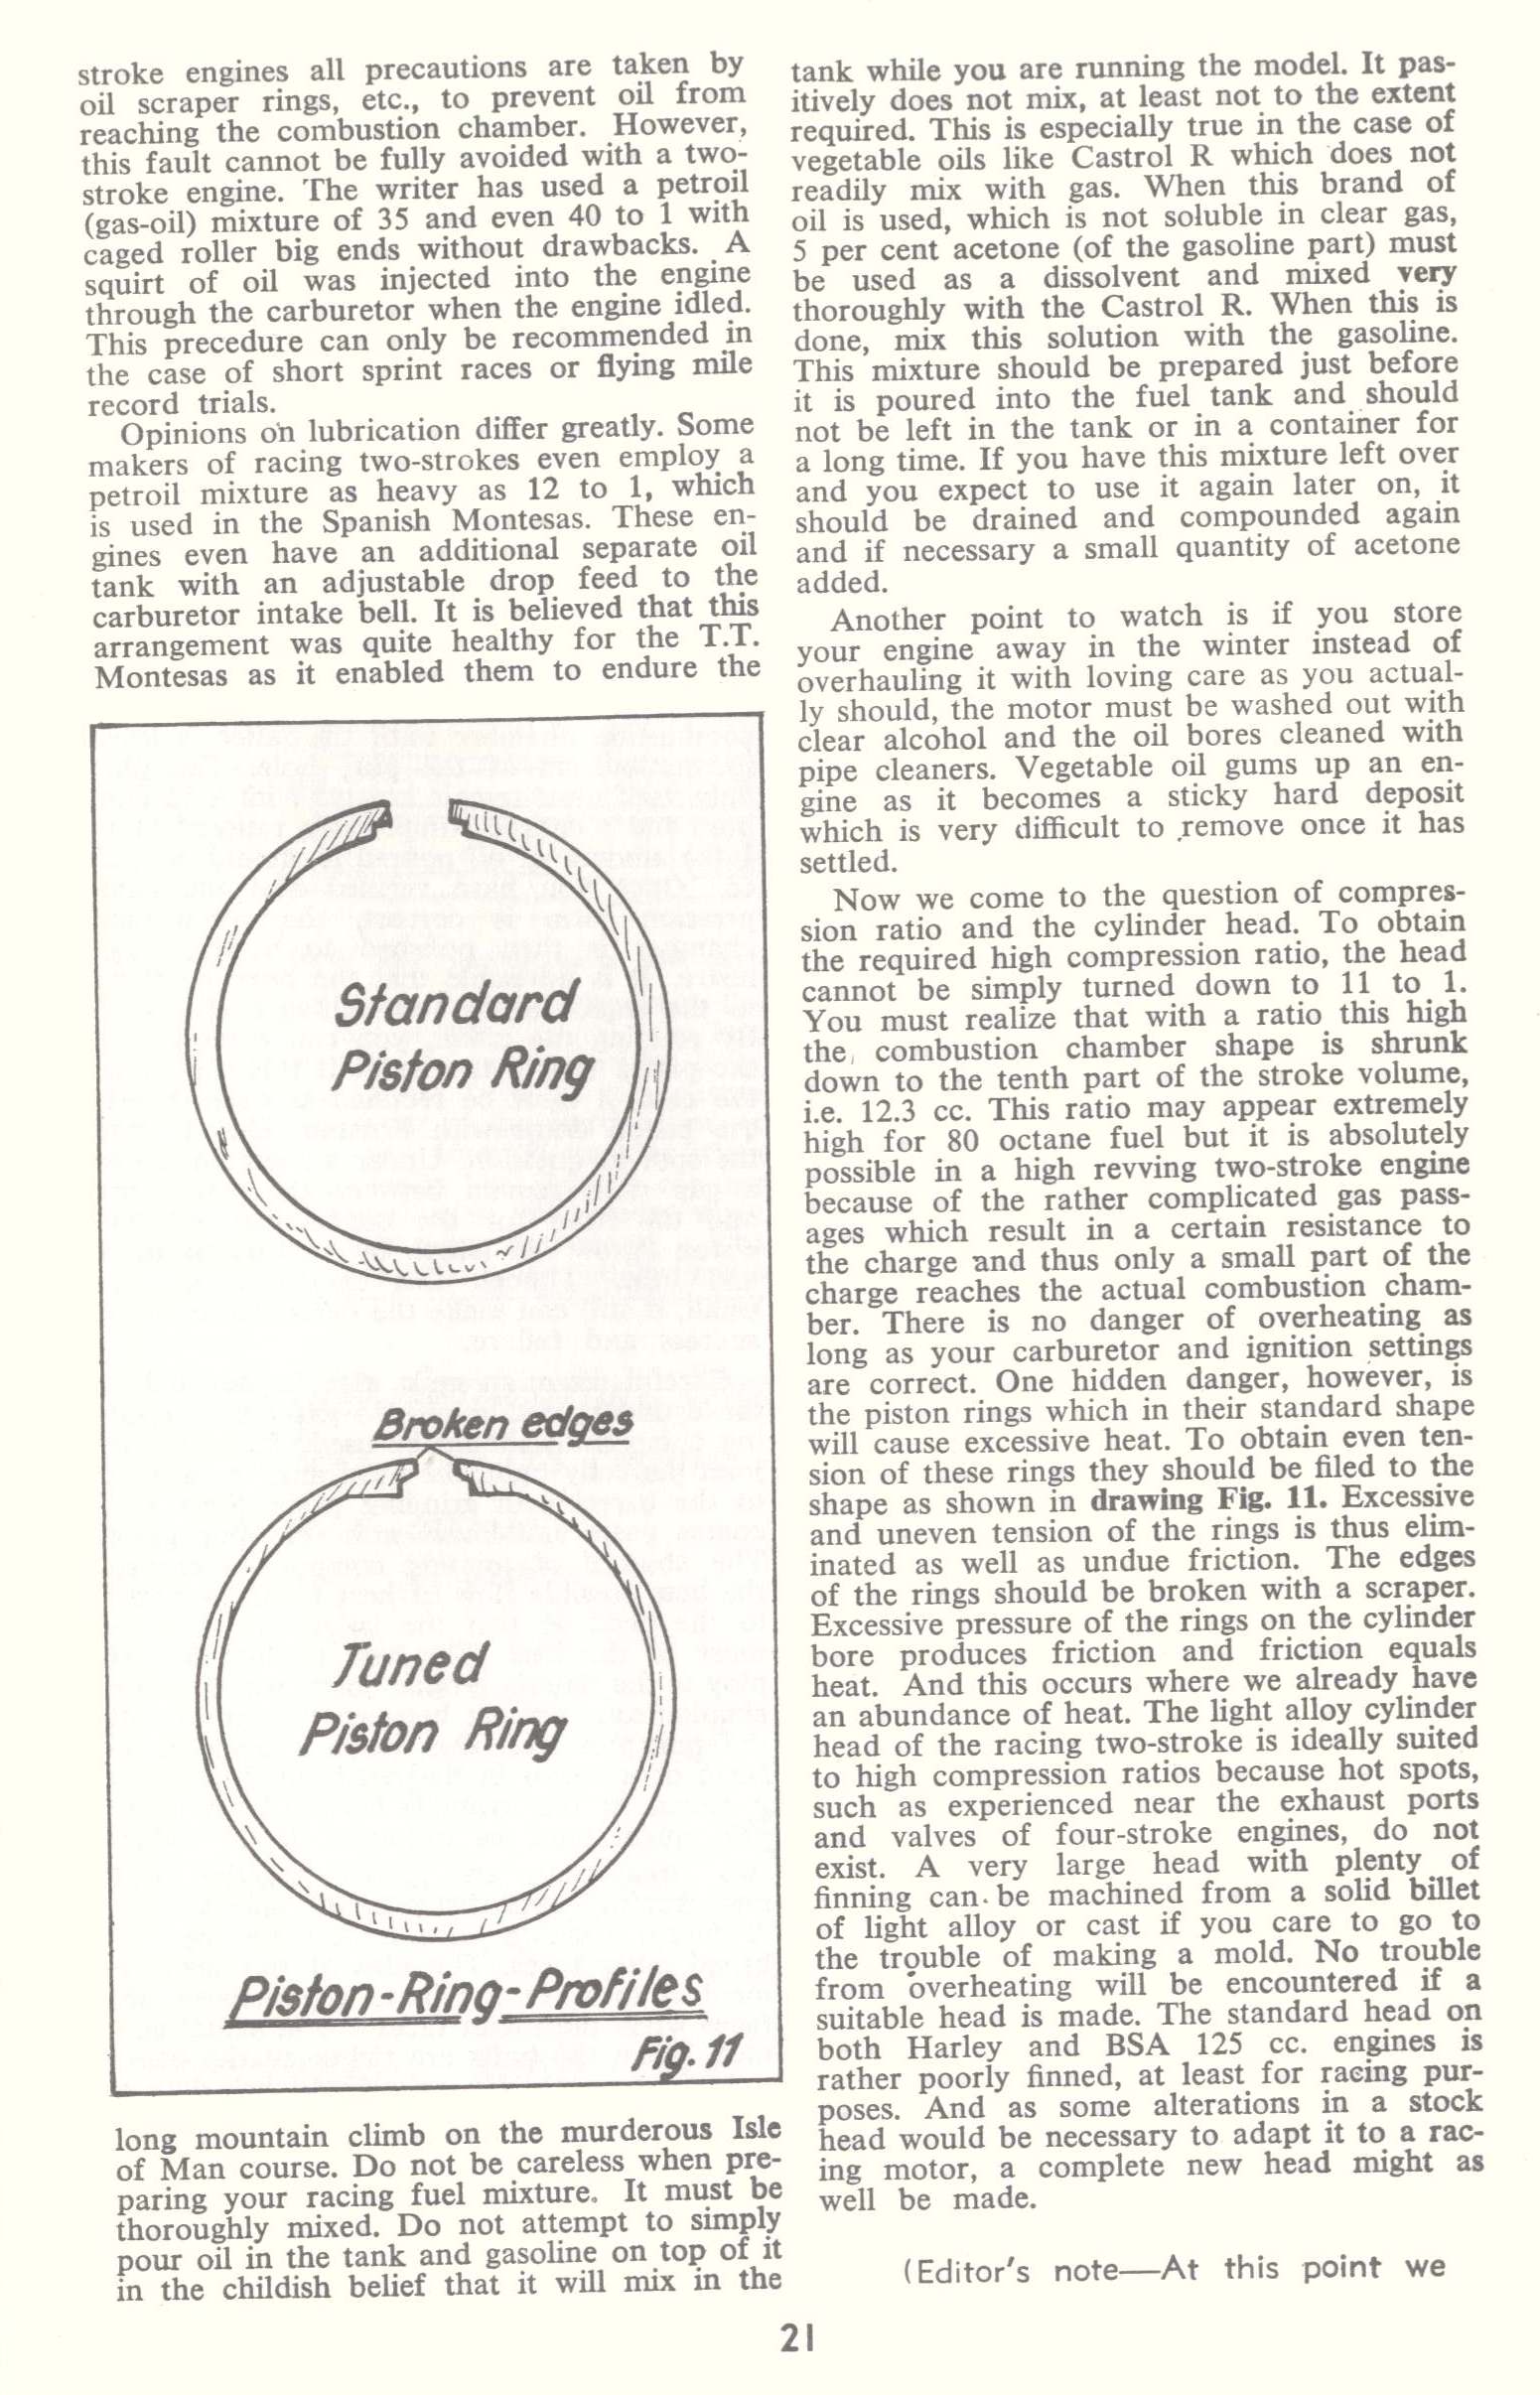 stroke engines all precautions are taken by
oil scraper rings, etc., to prevent oil from
reaching the combustion chamber. However,
this fault cannot be fully avoided with a two-
stroke engine. The writer has used a petroil
(gas-oil) mixture of 35 and even 40 to 1 with
caged roller big ends without drawbacks. A
squirt of oil was injected into the engine
through the carburetor when the engine idled.
This precedure can only be recommended in
the case of short sprint races or flying mile
record trials.
Opinions on lubrication differ greatly. Some
makers of racing two-strokes even employ a
petroil mixture as heavy as 12 to 1, which
is used in the Spanish Montesas. These en-
gines even have an additional separate oil
tank with an adjustable drop feed to the
carburetor intake bell. It is believed that this
arrangement was quite healthy for the T.T.
Montesas as it enabled them to endure the
Standard
Piston Ring
Broken edges
Tuned
Piston Ring
Piston-Ring-Profiles
Fig. 11
long mountain climb on the murderous Isle
of Man course. Do not be careless when pre-
paring your racing fuel mixture. It must be
thoroughly mixed. Do not attempt to simply
pour oil in the tank and gasoline on top of it
in the childish belief that it will mix in the
tank while you are running the model. It pas-
itively does not mix, at least not to the extent
required. This is especially true in the case of
vegetable oils like Castrol R which does not
readily mix with gas. When this brand of
oil is used, which is not soluble in clear gas,
5 per cent acetone (of the gasoline part) must
be used as a dissolvent and mixed very
thoroughly with the Castrol R. When this is
done, mix this solution with the gasoline.
This mixture should be prepared just before
it is poured into the fuel tank and should
not be left in the tank or in a container for
a long time. If you have this mixture left over
and you expect to use it again later on, it
should be drained and compounded again
and if necessary a small quantity of acetone
added.
Another point to watch is if you store
your engine away in the winter instead of
overhauling it with loving care as you actual-
ly should, the motor must be washed out with
clear alcohol and the oil bores cleaned with
pipe cleaners. Vegetable oil gums up an en-
gine as it becomes a sticky hard deposit
which is very difficult to remove once it has
settled.
Now we come to the question of compres-
sion ratio and the cylinder head. To obtain
the required high compression ratio, the head
cannot be simply turned down to 11 to 1.
You must realize that with a ratio this high
the combustion chamber shape is shrunk
down to the tenth part of the stroke volume,
i.e. 12.3 cc. This ratio may appear extremely
high for 80 octane fuel but it is absolutely
possible in a high revving two-stroke engine
because of the rather complicated gas pass-
ages which result in a certain resistance to
the charge and thus only a small part of the
charge reaches the actual combustion cham-
ber. There is no danger of overheating as
long as your carburetor and ignition settings
are correct. One hidden danger, however, is
the piston rings which in their standard shape
will cause excessive heat. To obtain even ten-
sion of these rings they should be filed to the
shape as shown in drawing Fig. 11. Excessive
and uneven tension of the rings is thus elim-
inated as well as undue friction. The edges
of the rings should be broken with a scraper.
Excessive pressure of the rings on the cylinder
bore produces friction and friction equals
heat. And this occurs where we already have
an abundance of heat. The light alloy cylinder
head of the racing two-stroke is ideally suited
to high compression ratios because hot spots,
such as experienced near the exhaust ports
and valves of four-stroke engines, do not
exist. A very large head with plenty of
finning can be machined from a solid billet
of light alloy or cast if you care to go to
the trouble of making a mold. No trouble
from overheating will be encountered if a
suitable head is made. The standard head on
both Harley and BSA 125 cc. engines is
rather poorly finned, at least for racing pur-
poses. And as some alterations in a stock
head would be necessary to adapt it to a rac-
ing motor, a complete new head might as
well be made.
(Editor's note—At this point we
21